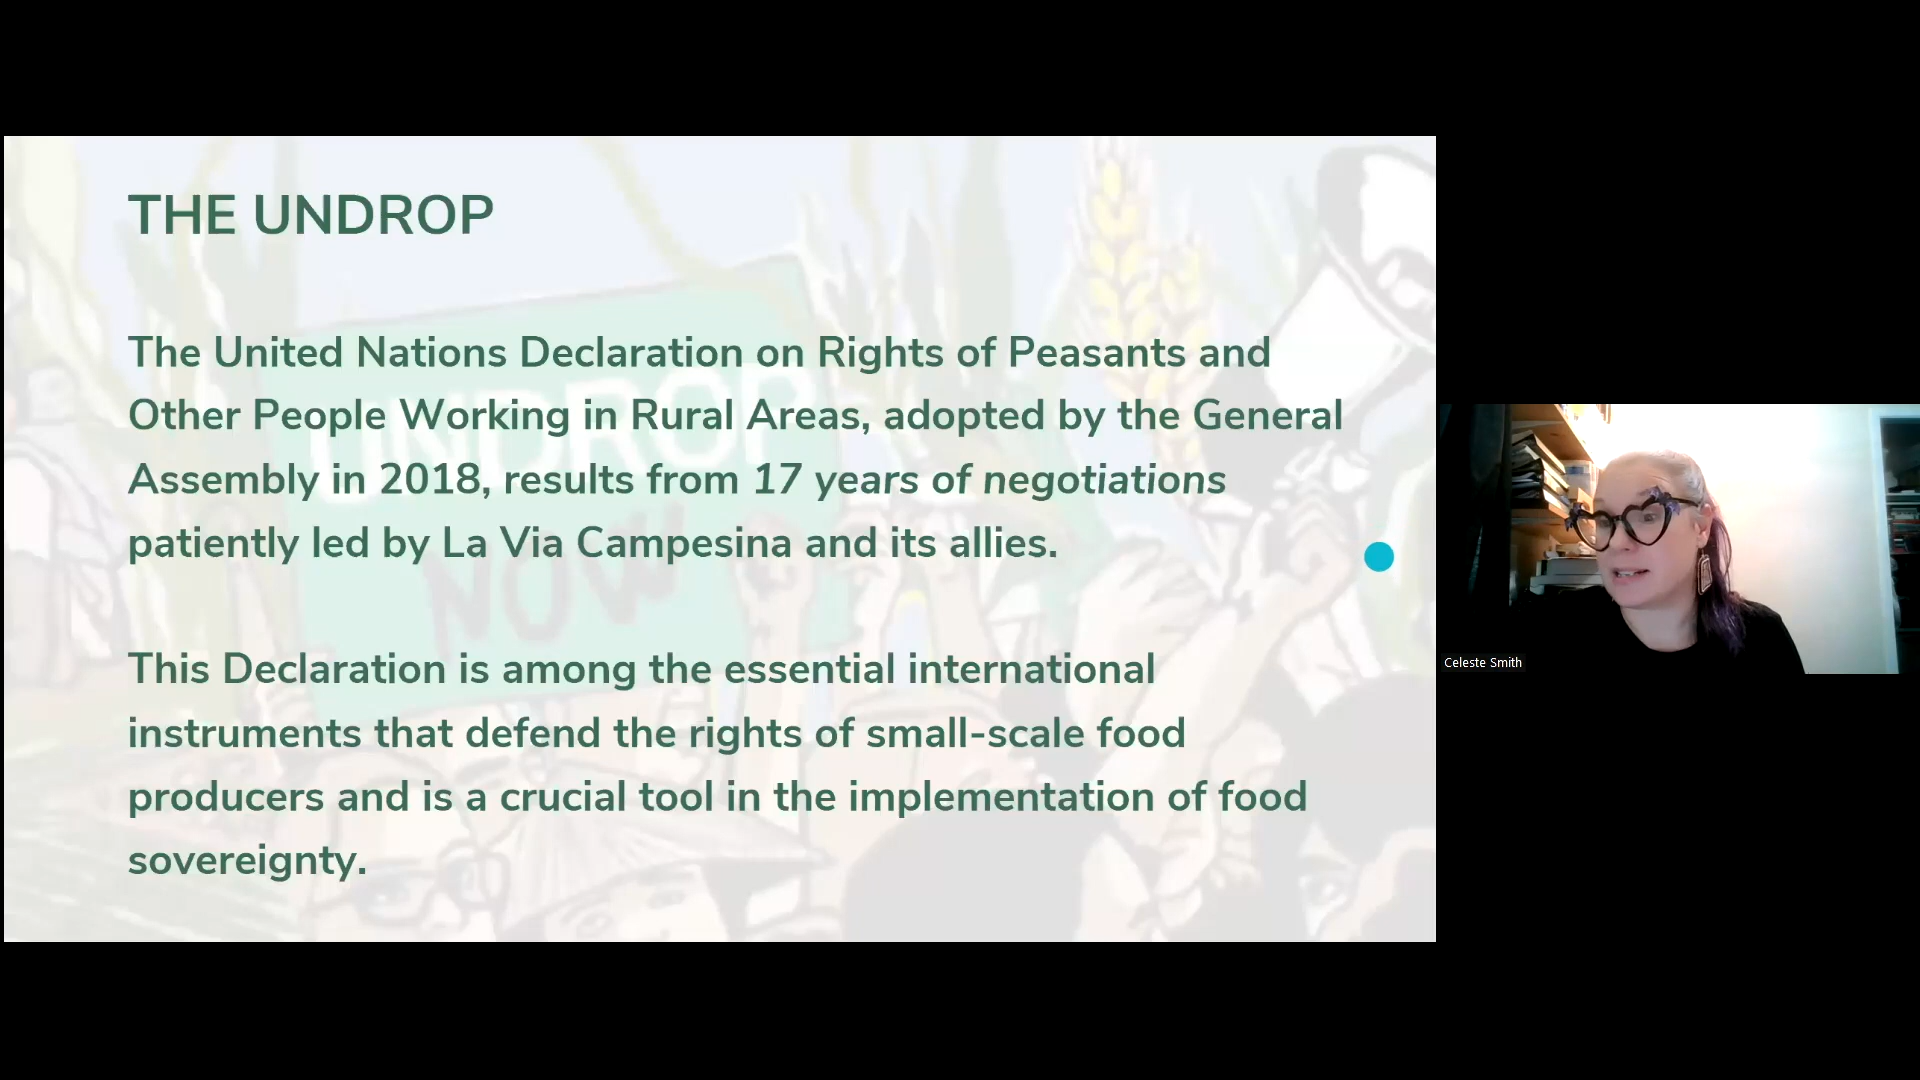 THE UNDROP
The United Nations Declaration on Rights of Peasants and
Other People Working in Rural Areas, adopted by the General
Assembly in 2018, results from 17 years of negotiations
patiently led by La Via Campesina and its allies.
This Declaration is among the essential international
instruments that defend the rights of small-scale food
producers and is a crucial tool in the implementation of food
sovereignty.
UNDROP
NOW
Celeste Smith